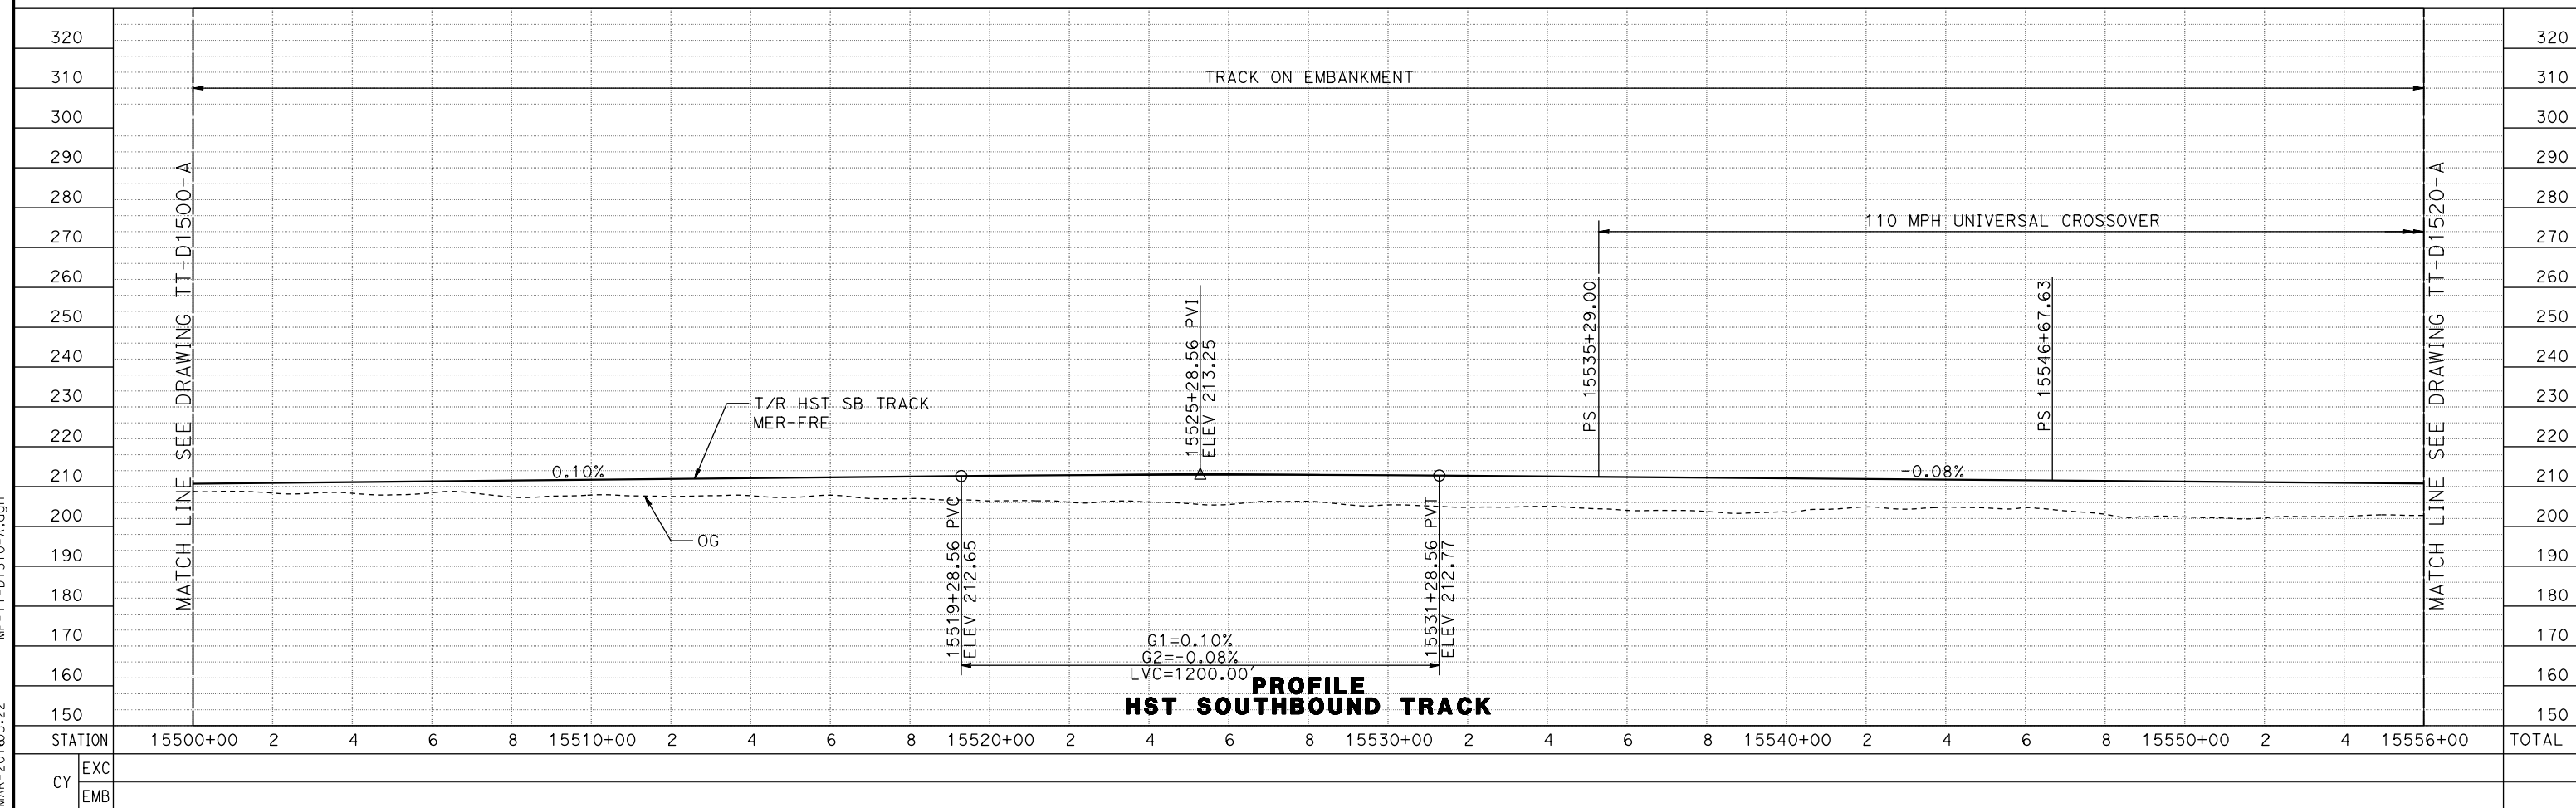 320 320
310 TRACK ON EMBANKMENT 310
300 300
290 290
280 280
110 MPH UNIVERSAL CROSSOVER
270 270
260 260
250 250
240 240
230 230
220 220
210 210
200 200
190 190
180 180
170 170
160 160
150 150
MATCH LINE SEE DRAWING TT-D1500-A
T/R HST SB TRACK
MER-FRE
0.10%
OG
15519+28.56 PVC
ELEV 212.65
15525+28.56 PVI
ELEV 213.25
15531+28.56 PVT
ELEV 212.77
G1=0.10%
G2=-0.08%
LVC=1200.00'
PS 15535+29.00
PS 15546+67.63
-0.08%
MATCH LINE SEE DRAWING TT-D1520-A
PROFILE
HST SOUTHBOUND TRACK
STATION 15500+00 2 4 6 8 15510+00 2 4 6 8 15520+00 2 4 6 8 15530+00 2 4 6 8 15540+00 2 4 6 8 15550+00 2 4 15556+00 TOTAL
CY EXC
EMB